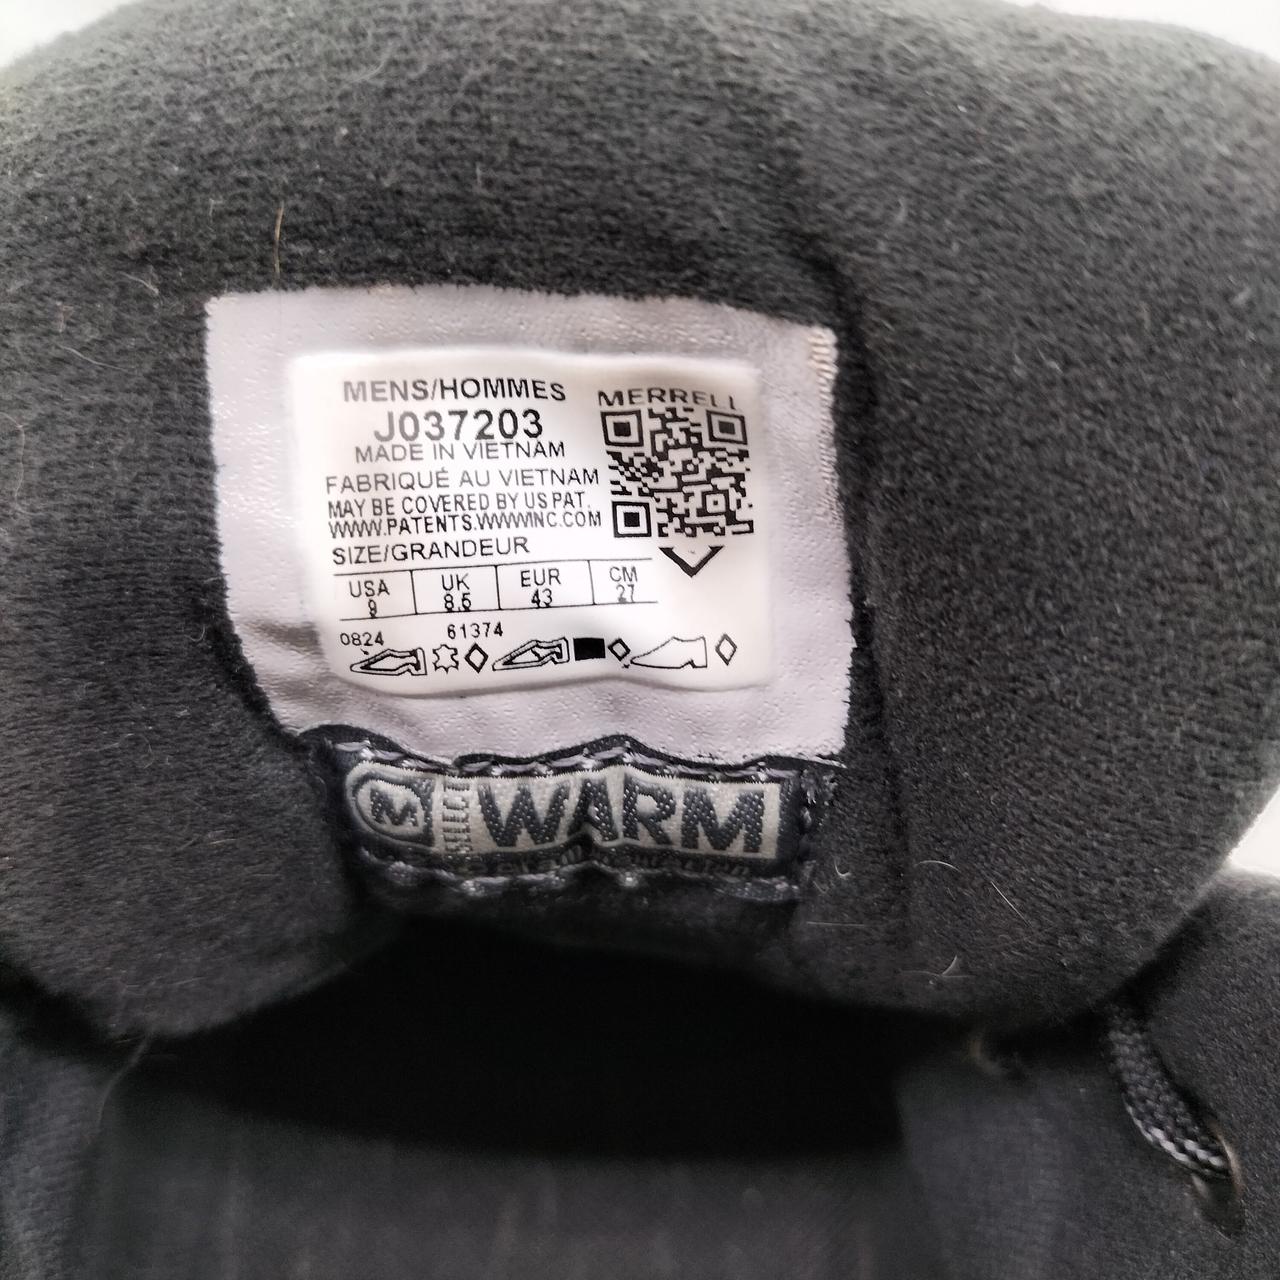 MENS/HOMMES
J037203
MADE IN VIETNAM
FABRIQUÉ AU VIETNAM
MAY BE COVERED BY US PAT.
WWW.PATENTS.WWWINC.COM
SIZE/GRANDEUR
USA UK EUR CM
9 8.5 43 27
0824 61374
MERRELL
M SELECT WARM